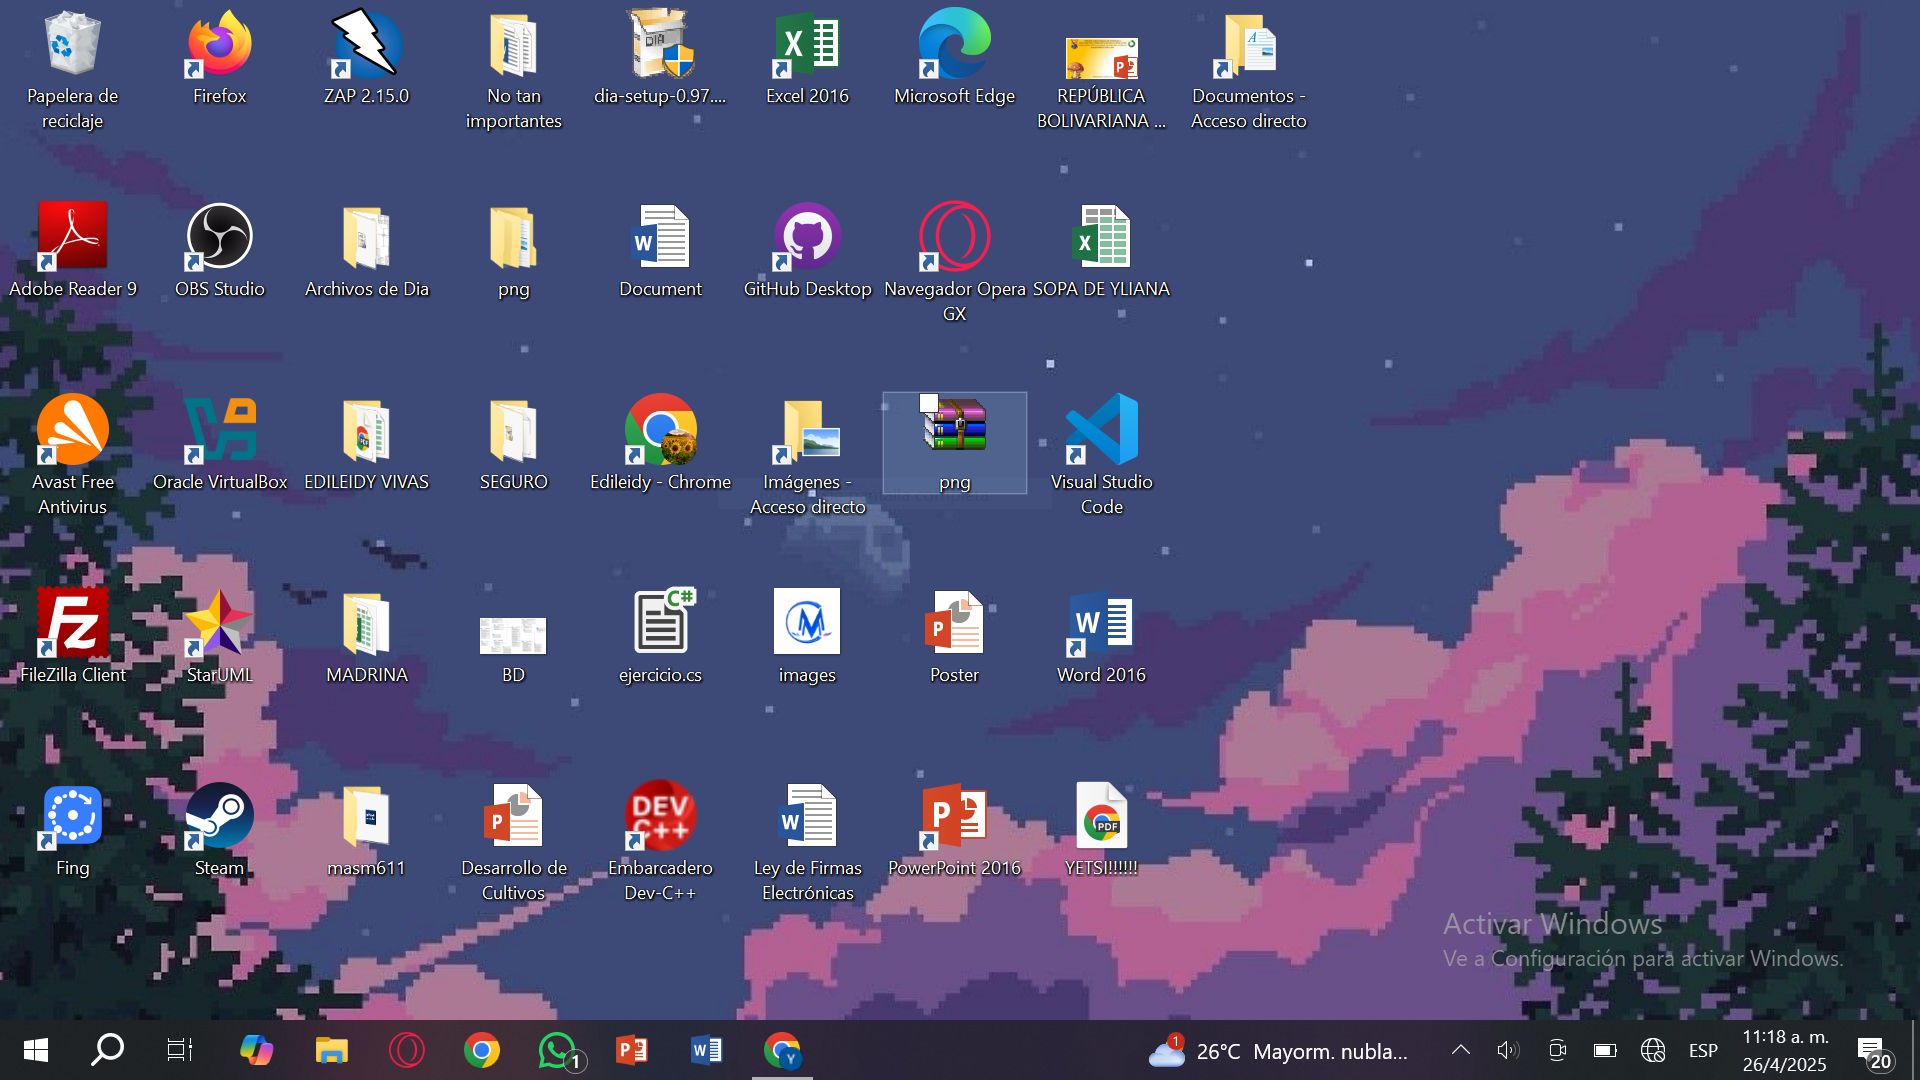 Papelera de
reciclaje
Firefox
ZAP 2.15.0
No tan
importantes
dia-setup-0.97....
Excel 2016
Microsoft Edge
REPÚBLICA
BOLIVARIANA ...
Documentos -
Acceso directo
Adobe Reader 9
OBS Studio
Archivos de Dia
png
Document
GitHub Desktop
Navegador Opera
GX
SOPA DE YLIANA
Avast Free
Antivirus
Oracle VirtualBox
EDILEIDY VIVAS
SEGURO
Edileidy - Chrome
Imágenes -
Acceso directo
png
Visual Studio
Code
FileZilla Client
StarUML
MADRINA
BD
ejercicio.cs
images
Poster
Word 2016
Fing
Steam
masm611
Desarrollo de
Cultivos
DEV
C++
Embarcadero
Dev-C++
Ley de Firmas
Electrónicas
PowerPoint 2016
PDF
YETSI!!!!!!!
Activar Windows
Ve a Configuración para activar Windows.
1
Y
1
26°C Mayorm. nubla...
ESP
11:18 a. m.
26/4/2025
20